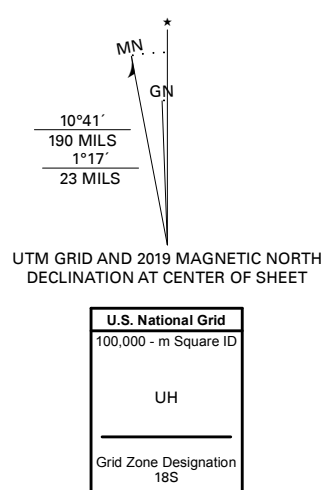 ★
MN
GN
10°41´
190 MILS
1°17´
23 MILS
UTM GRID AND 2019 MAGNETIC NORTH
DECLINATION AT CENTER OF SHEET
U.S. National Grid
100,000 - m Square ID
UH
Grid Zone Designation
18S